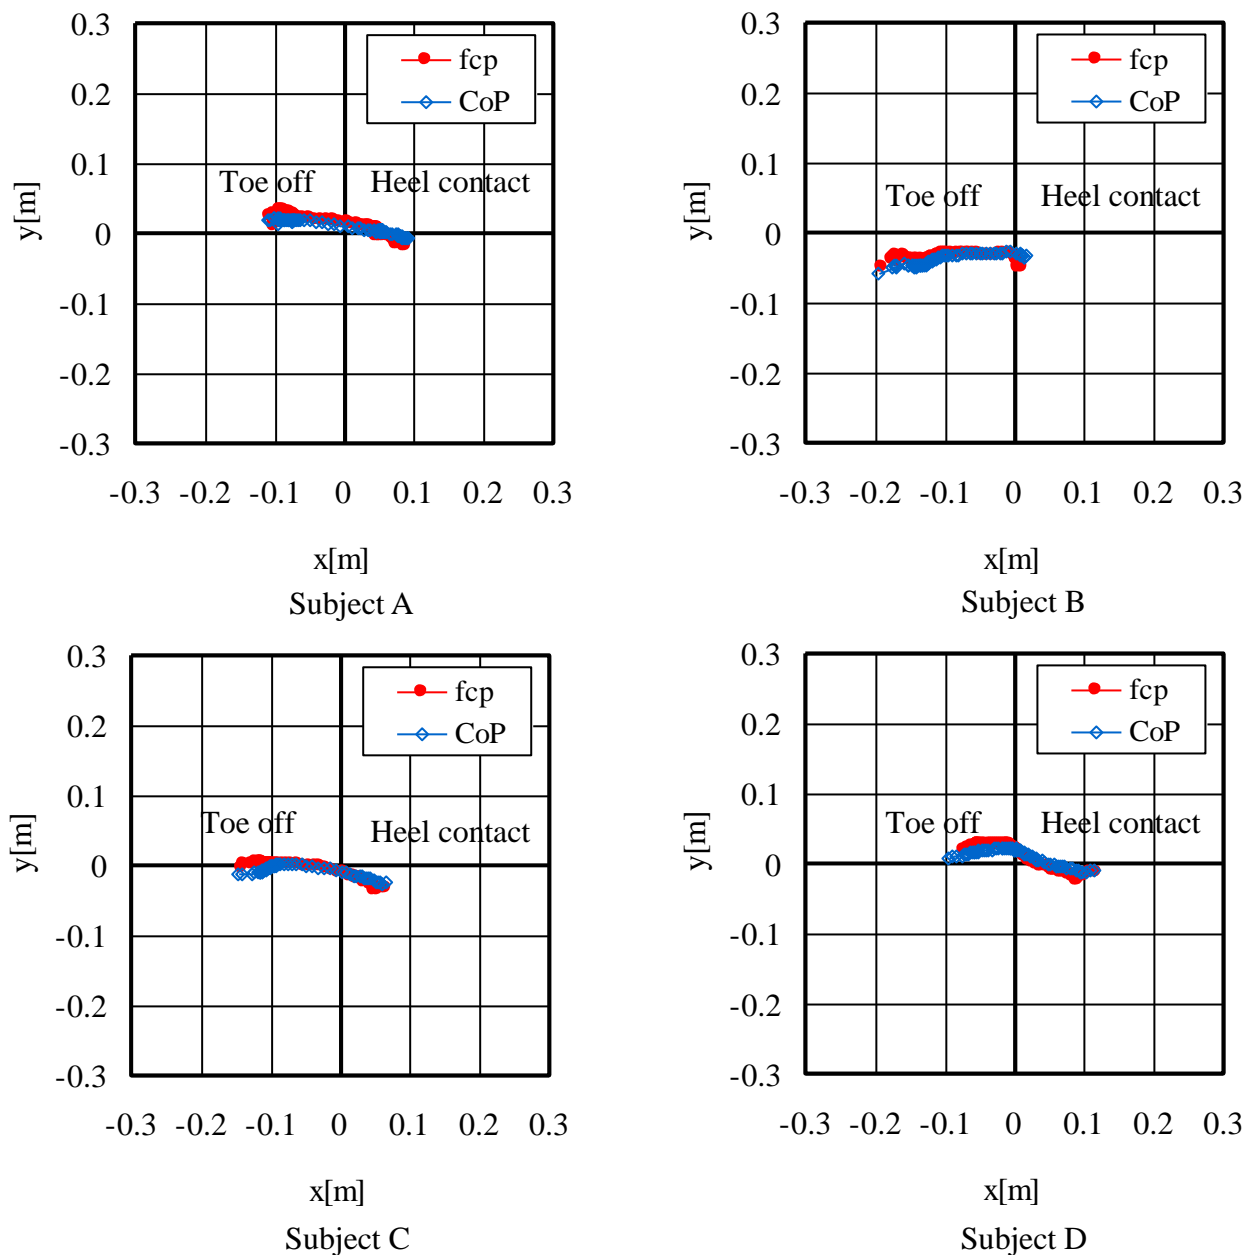 0.3
0.2
0.1
0
-0.1
-0.2
-0.3
y[m]
fcp
CoP
Toe off
Heel contact
-0.3 -0.2 -0.1 0 0.1 0.2 0.3
x[m]
Subject A
0.3
0.2
0.1
0
-0.1
-0.2
-0.3
y[m]
fcp
CoP
Toe off
Heel contact
-0.3 -0.2 -0.1 0 0.1 0.2 0.3
x[m]
Subject B
0.3
0.2
0.1
0
-0.1
-0.2
-0.3
y[m]
fcp
CoP
Toe off
Heel contact
-0.3 -0.2 -0.1 0 0.1 0.2 0.3
x[m]
Subject C
0.3
0.2
0.1
0
-0.1
-0.2
-0.3
y[m]
fcp
CoP
Toe off
Heel contact
-0.3 -0.2 -0.1 0 0.1 0.2 0.3
x[m]
Subject D